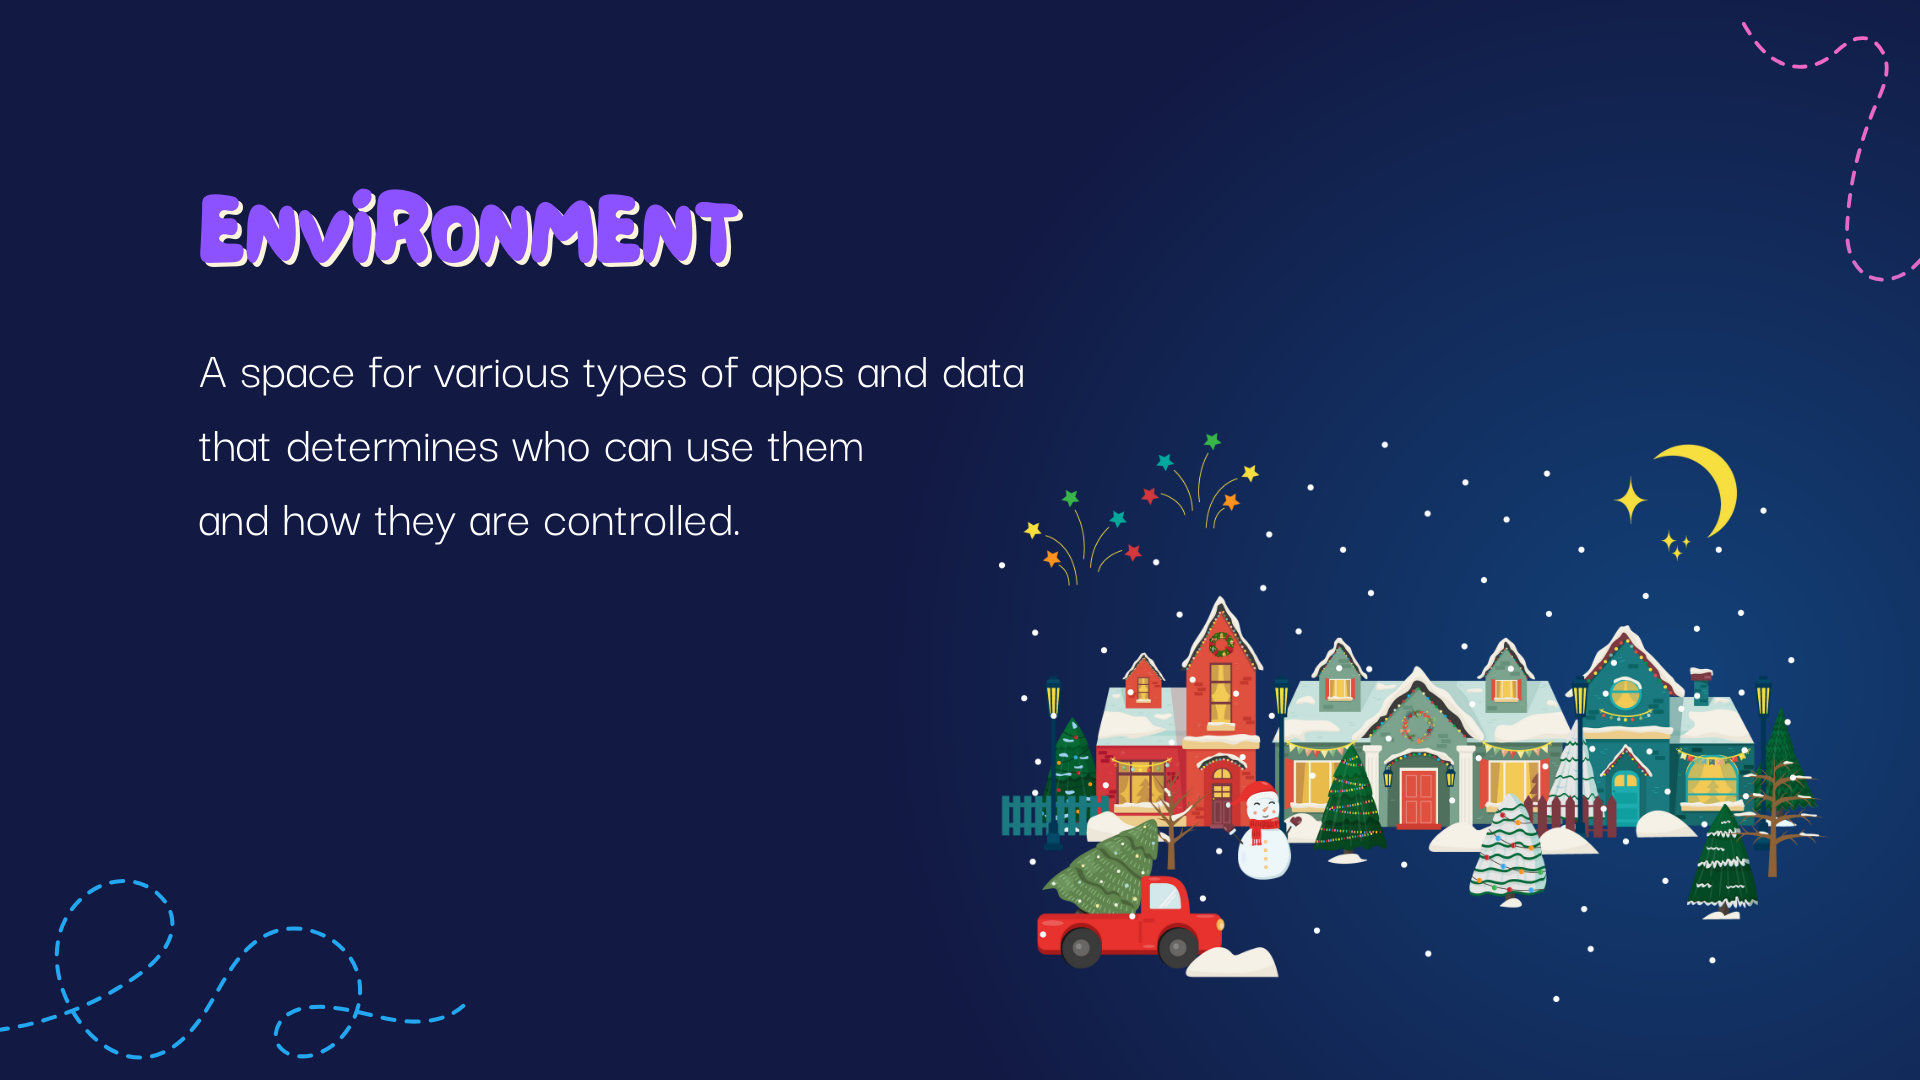 ENViRONMENT
A space for various types of apps and data
that determines who can use them
and how they are controlled.